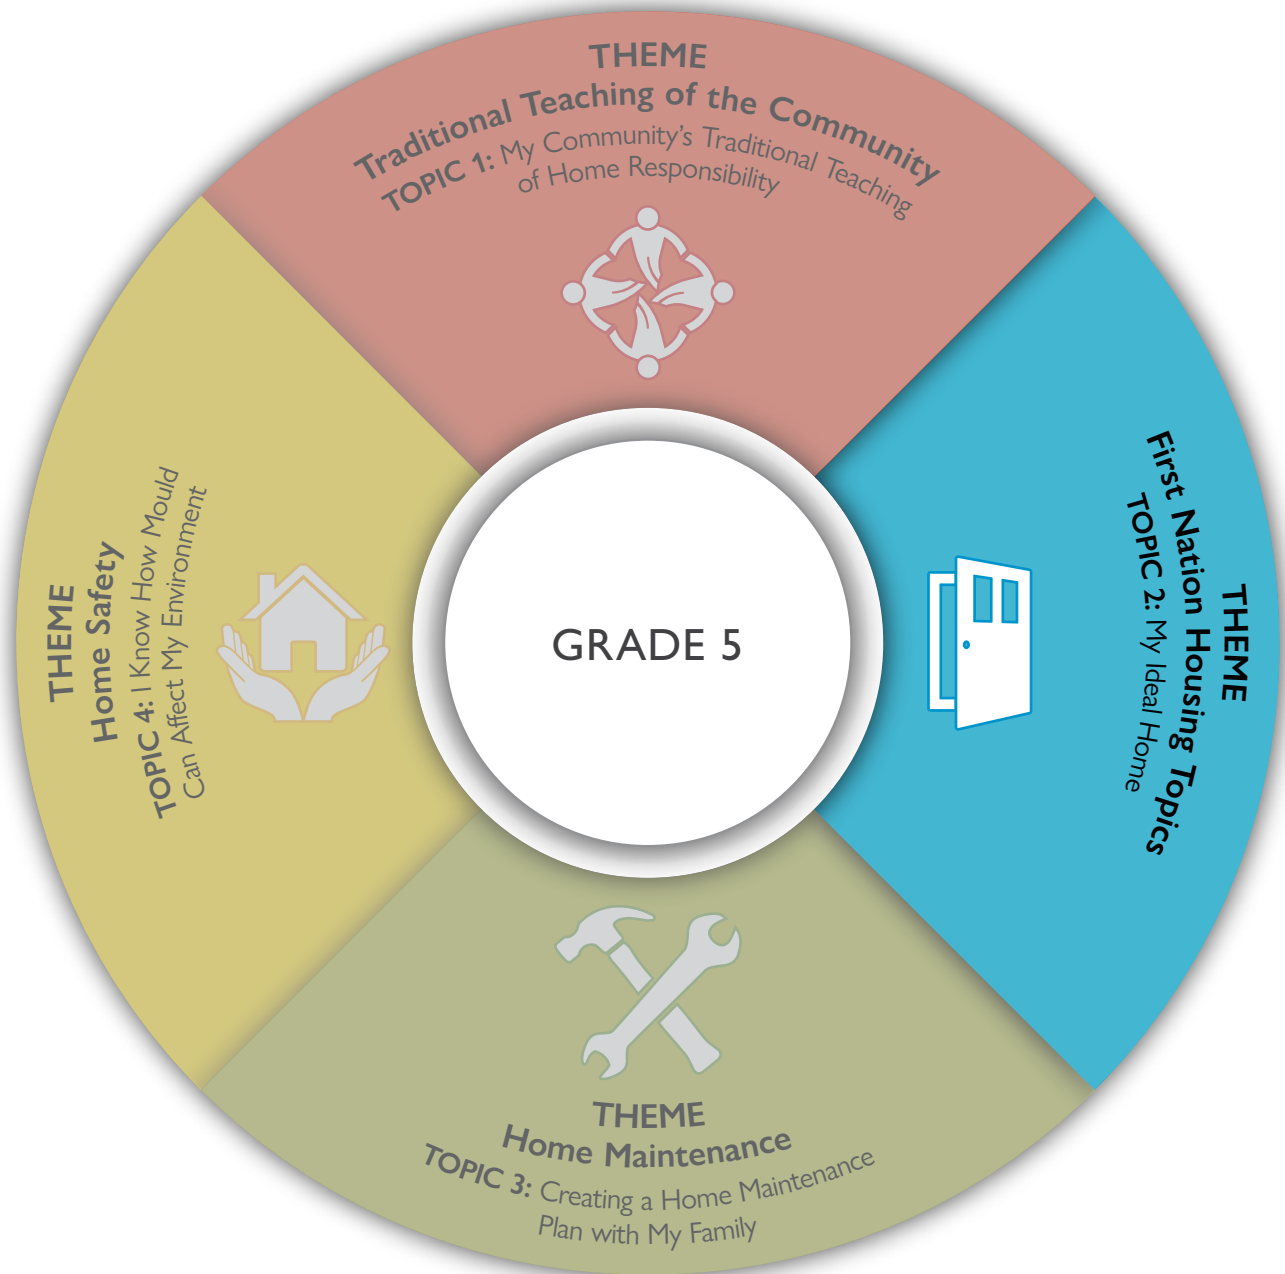 THEME
Traditional Teaching of the Community
TOPIC 1: My Community’s Traditional Teaching
of Home Responsibility
THEME
First Nation Housing Topics
TOPIC 2: My Ideal Home
THEME
Home Maintenance
TOPIC 3: Creating a Home Maintenance
Plan with My Family
THEME
Home Safety
TOPIC 4: I Know How Mould
Can Affect My Environment
GRADE 5